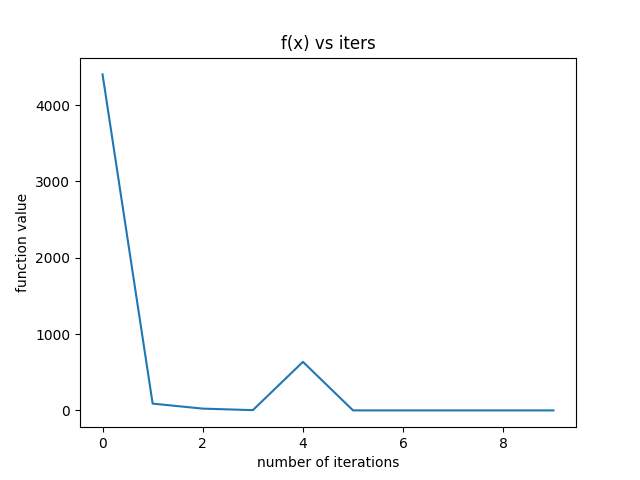 f(x) vs iters
function value
4000
3000
2000
1000
0
0 2 4 6 8
number of iterations